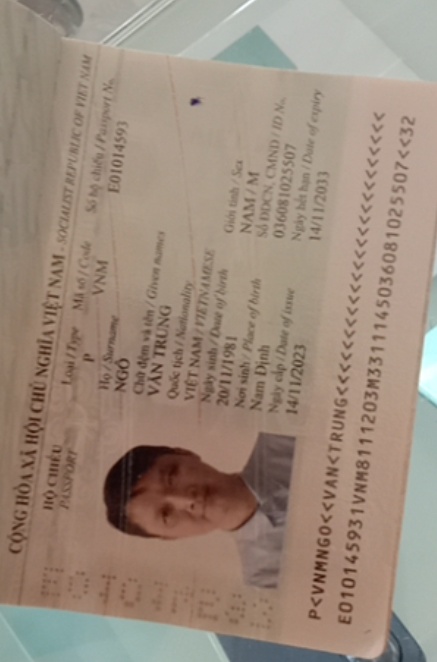 CỘNG HÒA XÃ HỘI CHỦ NGHĨA VIỆT NAM - SOCIALIST REPUBLIC OF VIET NAM
HỘ CHIẾU
PASSPORT
Loại / Type
P
Mã số / Code
VNM
Số hộ chiếu / Passport No.
E01014593
Họ / Surname
NGÔ
Chữ đệm và tên / Given names
VĂN TRUNG
Quốc tịch / Nationality
VIỆT NAM / VIETNAMESE
Ngày sinh / Date of birth
20/11/1981
Giới tính / Sex
NAM / M
Nơi sinh / Place of birth
Nam Định
Số ĐDCN, CMND / ID No.
036081025507
Ngày cấp / Date of issue
14/11/2023
Ngày hết hạn / Date of expiry
14/11/2033
P<VNMNGO<<VAN<TRUNG<<<<<<<<<<<<<<<<<<<<<<<<<
E010145931VNM8111203M3311145036081025507<<32